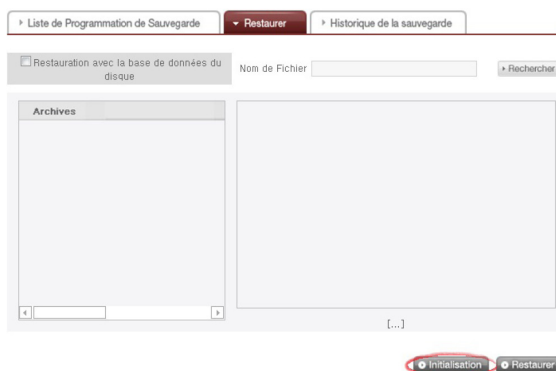 Liste de Programmation de Sauvegarde
Restaurer
Historique de la sauvegarde
Restauration avec la base de données du
disque
Nom de Fichier
Rechercher
Archives
[...]
Initialisation
Restaurer